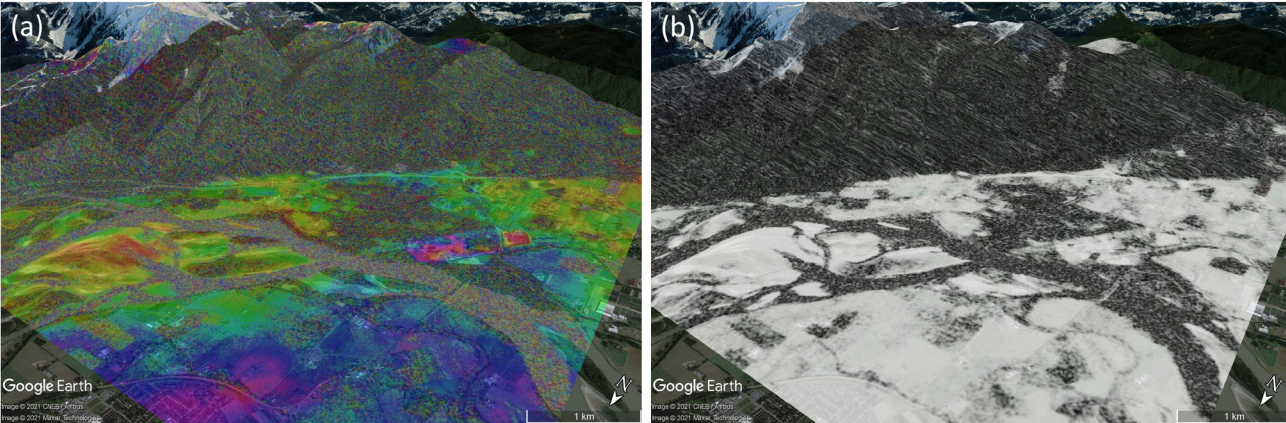 (a)
Google Earth
Image © 2021 CNES / Airbus
Image © 2021 Maxar Technologies
N
1 km
(b)
Google Earth
Image © 2021 CNES / Airbus
Image © 2021 Maxar Technologies
N
1 km